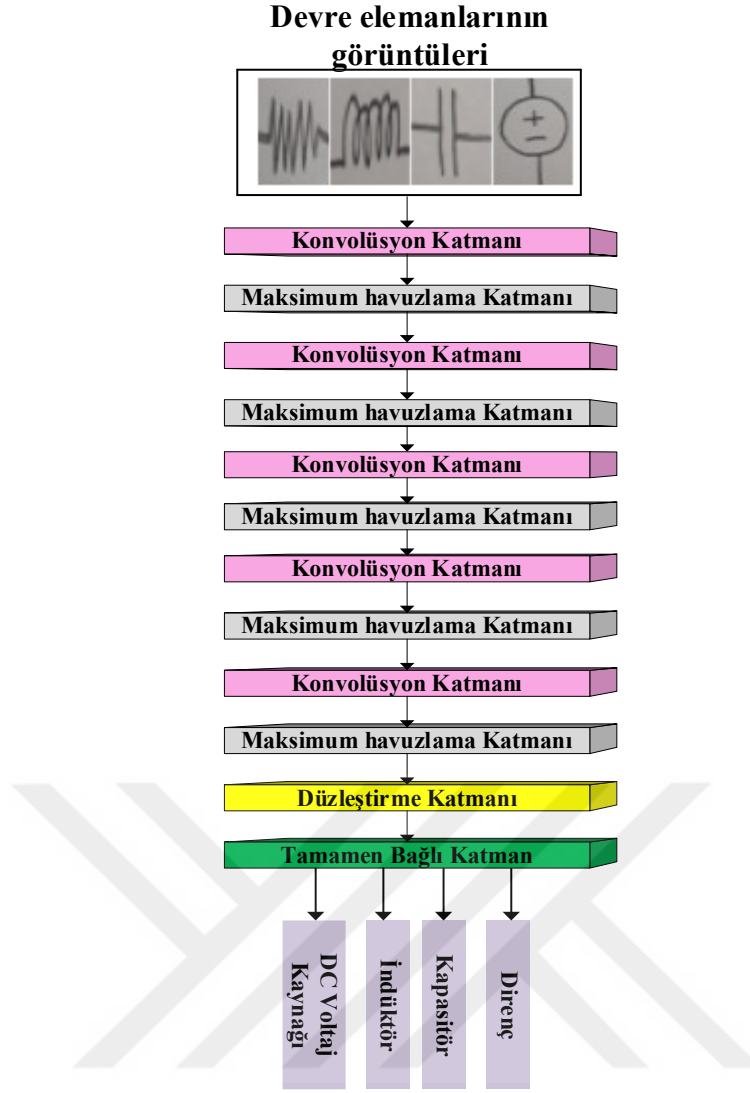 Devre elemanlarının
görüntüleri
Konvolüsyon Katmanı
Maksimum havuzlama Katmanı
Konvolüsyon Katmanı
Maksimum havuzlama Katmanı
Konvolüsyon Katmanı
Maksimum havuzlama Katmanı
Konvolüsyon Katmanı
Maksimum havuzlama Katmanı
Konvolüsyon Katmanı
Maksimum havuzlama Katmanı
Düzleştirme Katmanı
Tamamen Bağlı Katman
DC Voltaj
Kaynağı
İndüktör
Kapasitör
Direnç